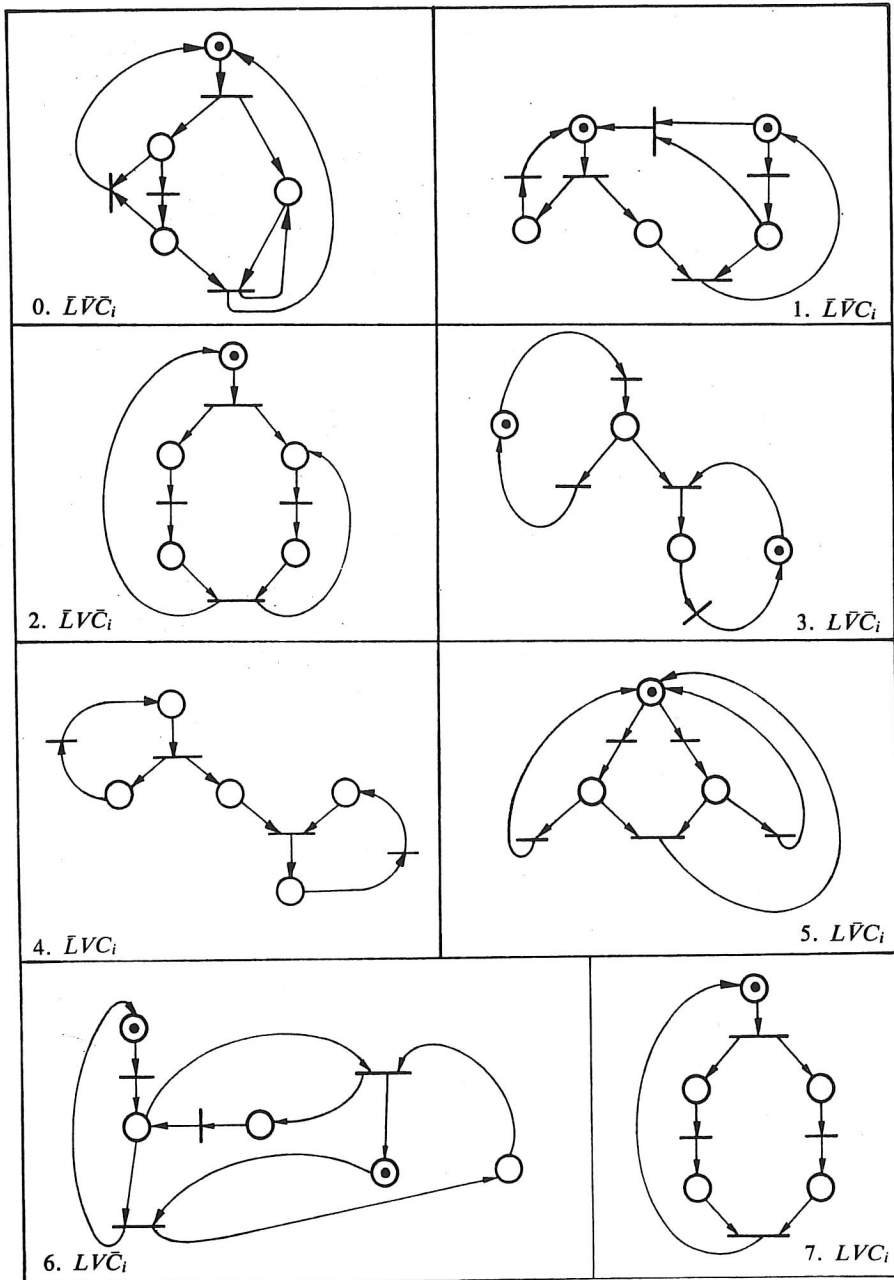 0. L̄V̄C̄ᵢ
1. L̄V̄Cᵢ
2. L̄VC̄ᵢ
3. LV̄C̄ᵢ
4. L̄VCᵢ
5. LV̄Cᵢ
6. LVC̄ᵢ
7. LVCᵢ